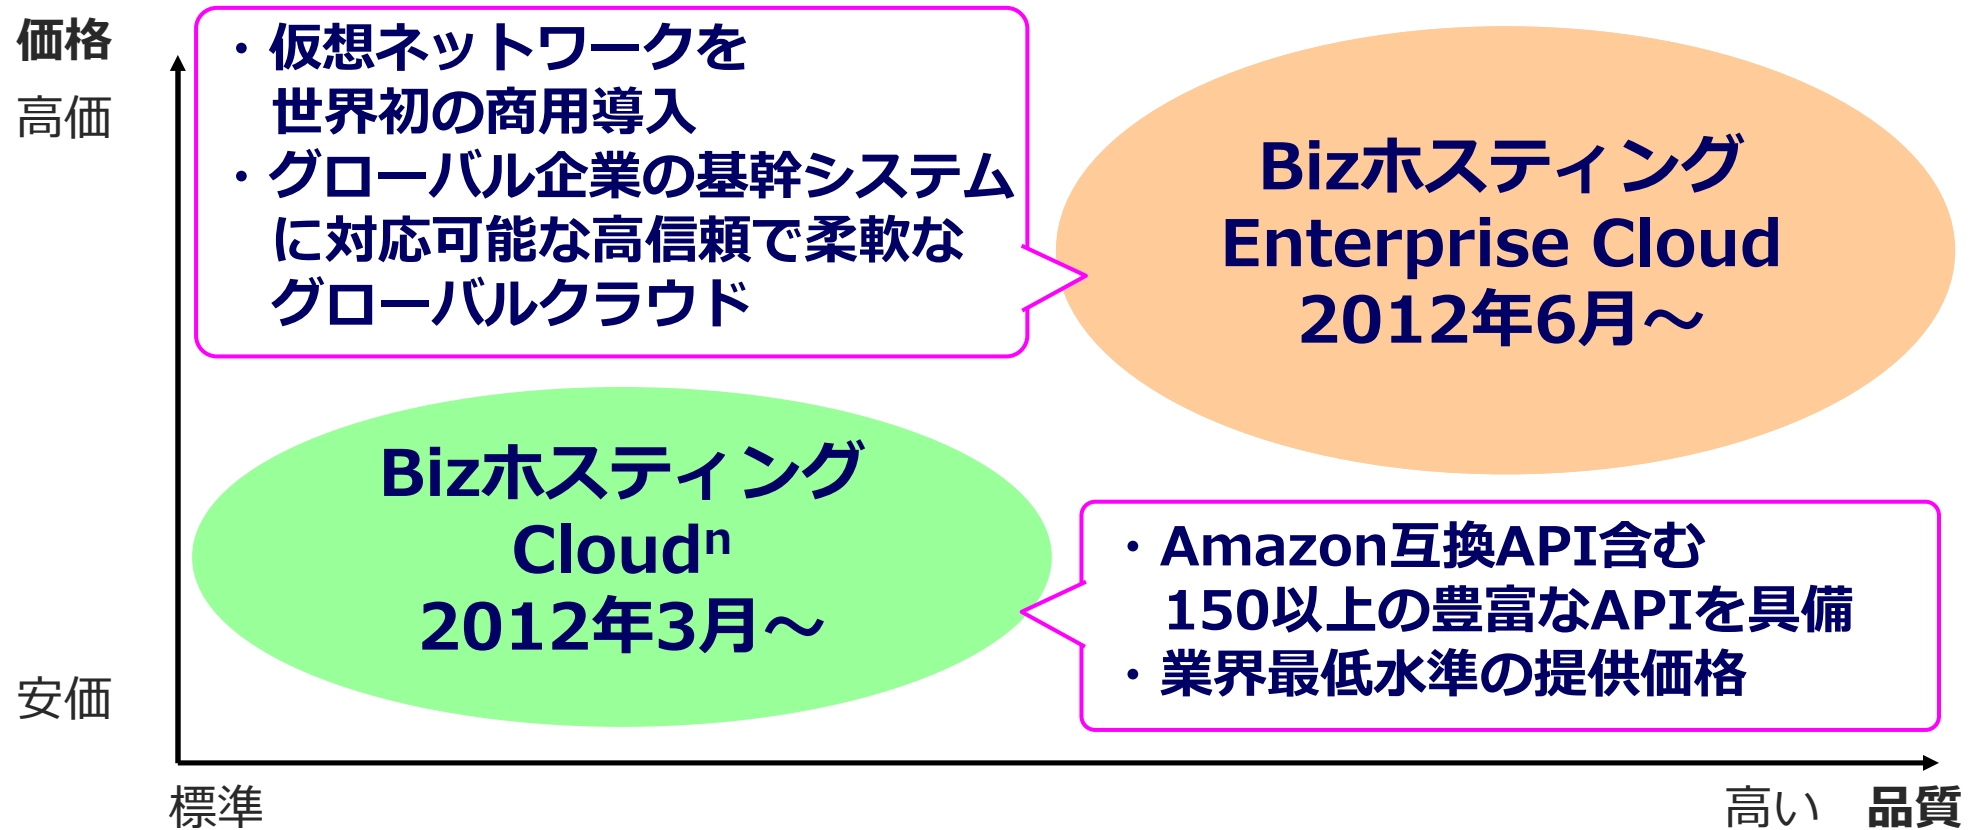 価格
高価
・仮想ネットワークを
世界初の商用導入
・グローバル企業の基幹システム
に対応可能な高信頼で柔軟な
グローバルクラウド
Bizホスティング
Enterprise Cloud
2012年6月～
Bizホスティング
Cloudⁿ
2012年3月～
・Amazon互換API含む
150以上の豊富なAPIを具備
・業界最低水準の提供価格
安価
標準
高い 品質